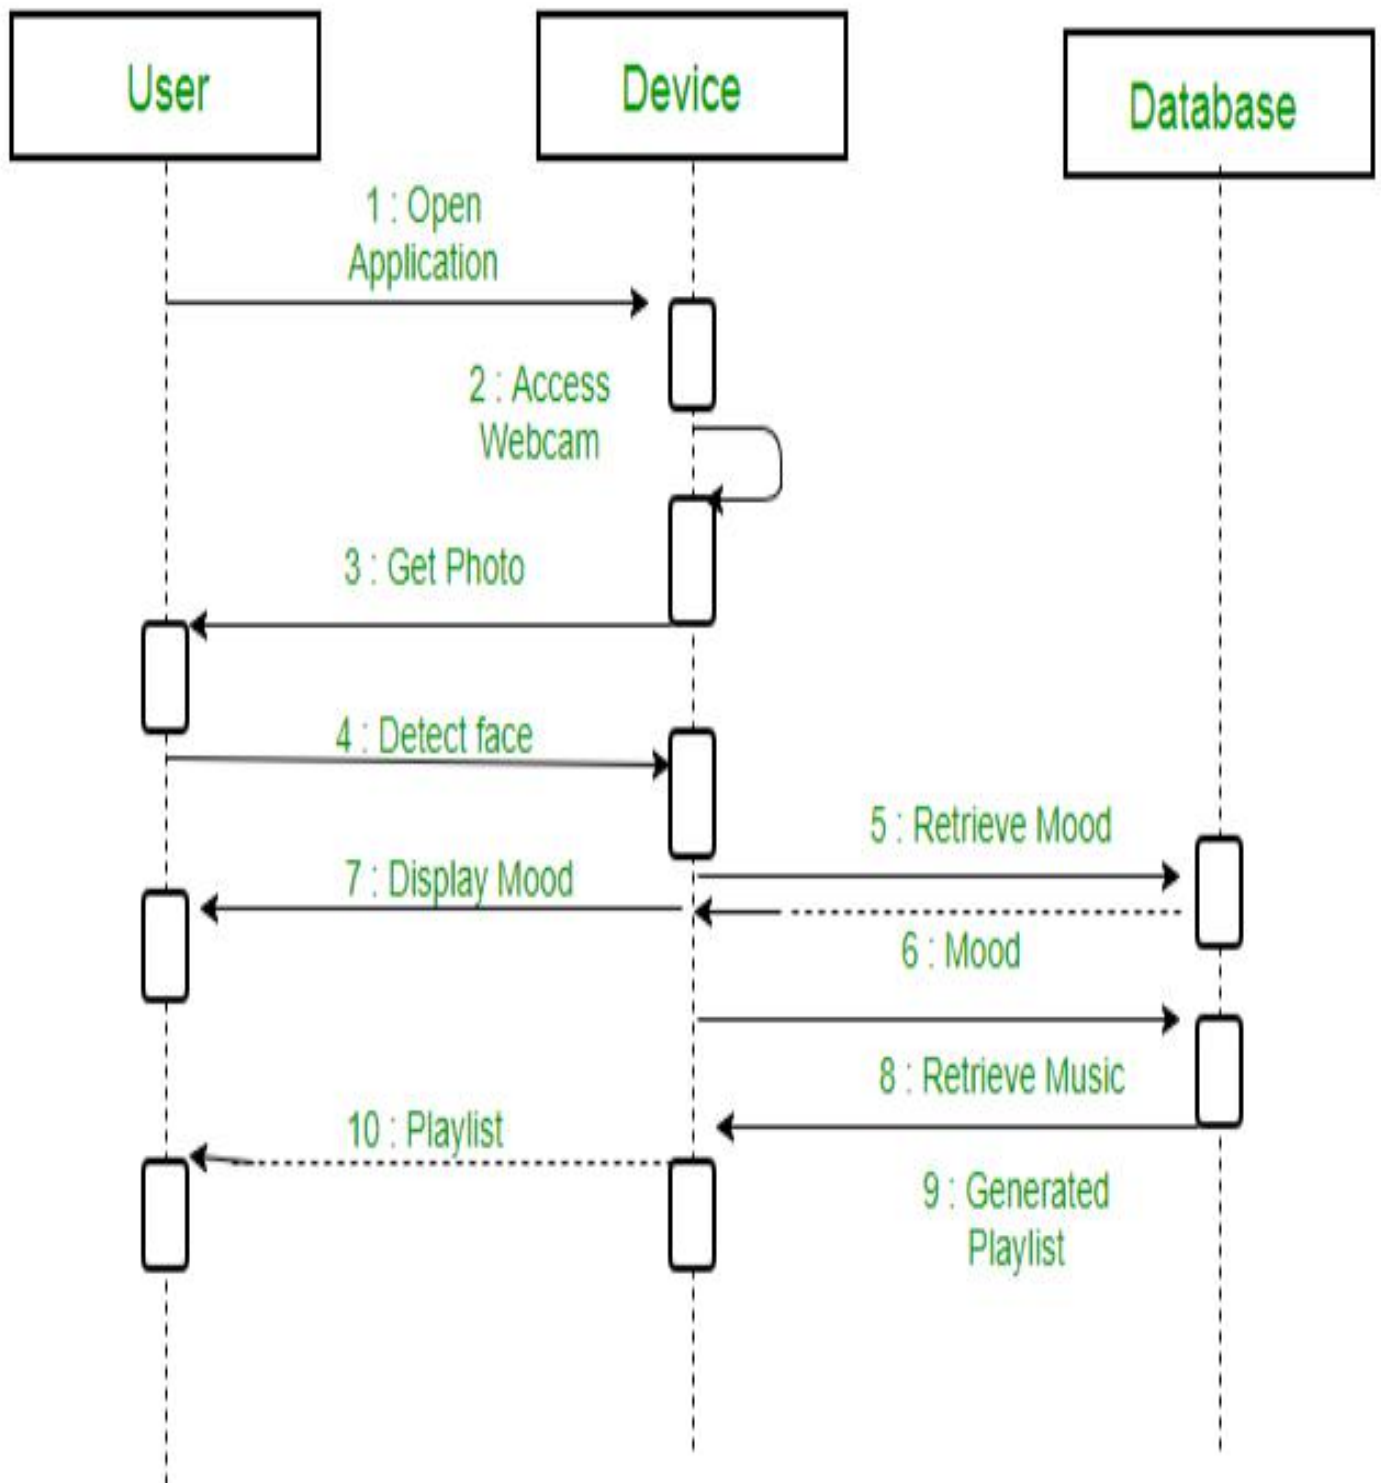 User
Device
Database
1 : Open
Application
2 : Access
Webcam
3 : Get Photo
4 : Detect face
5 : Retrieve Mood
7 : Display Mood
6 : Mood
8 : Retrieve Music
10 : Playlist
9 : Generated
Playlist